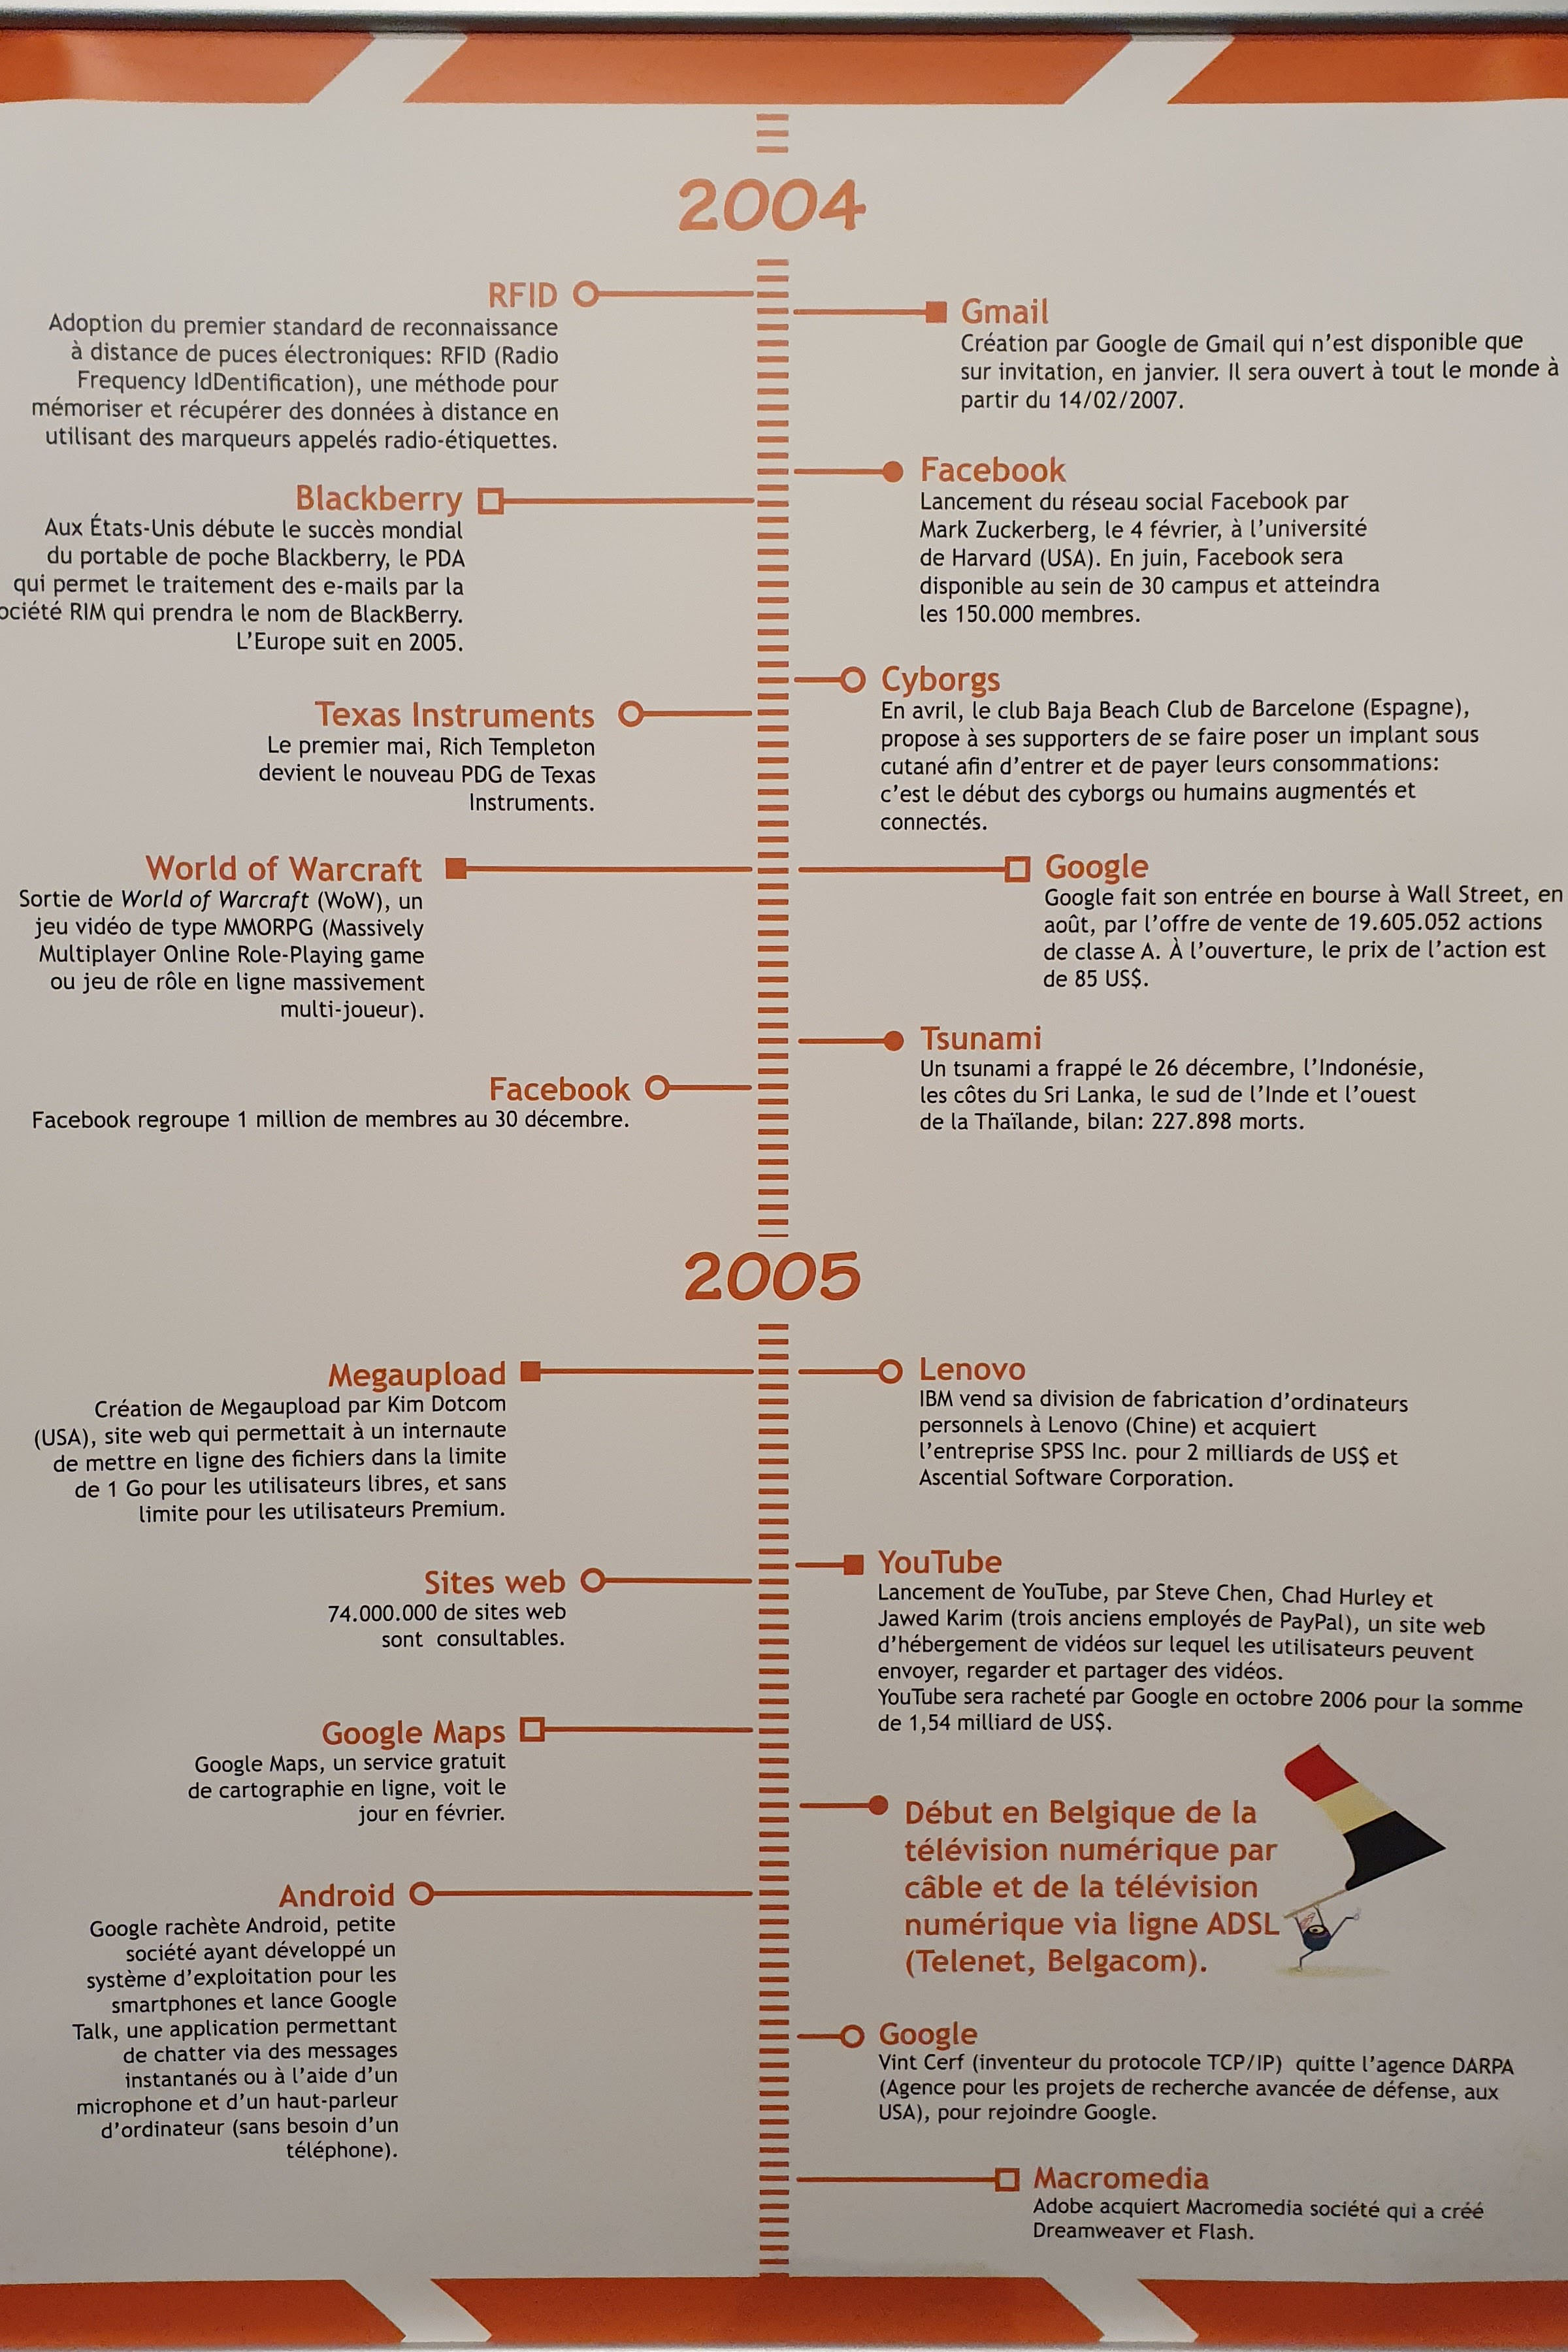 2004
RFID
Adoption du premier standard de reconnaissance
à distance de puces électroniques: RFID (Radio
Frequency IdDentification), une méthode pour
mémoriser et récupérer des données à distance en
utilisant des marqueurs appelés radio-étiquettes.
Gmail
Création par Google de Gmail qui n'est disponible que
sur invitation, en janvier. Il sera ouvert à tout le monde à
partir du 14/02/2007.
Facebook
Lancement du réseau social Facebook par
Mark Zuckerberg, le 4 février, à l'université
de Harvard (USA). En juin, Facebook sera
disponible au sein de 30 campus et atteindra
les 150.000 membres.
Blackberry
Aux États-Unis débute le succès mondial
du portable de poche Blackberry, le PDA
qui permet le traitement des e-mails par la
ociété RIM qui prendra le nom de BlackBerry.
L'Europe suit en 2005.
Cyborgs
En avril, le club Baja Beach Club de Barcelone (Espagne),
propose à ses supporters de se faire poser un implant sous
cutané afin d'entrer et de payer leurs consommations:
c'est le début des cyborgs ou humains augmentés et
connectés.
Texas Instruments
Le premier mai, Rich Templeton
devient le nouveau PDG de Texas
Instruments.
World of Warcraft
Sortie de World of Warcraft (WoW), un
jeu vidéo de type MMORPG (Massively
Multiplayer Online Role-Playing game
ou jeu de rôle en ligne massivement
multi-joueur).
Google
Google fait son entrée en bourse à Wall Street, en
août, par l'offre de vente de 19.605.052 actions
de classe A. À l'ouverture, le prix de l'action est
de 85 US$.
Tsunami
Un tsunami a frappé le 26 décembre, l'Indonésie,
les côtes du Sri Lanka, le sud de l'Inde et l'ouest
de la Thaïlande, bilan: 227.898 morts.
Facebook
Facebook regroupe 1 million de membres au 30 décembre.
2005
Megaupload
Création de Megaupload par Kim Dotcom
(USA), site web qui permettait à un internaute
de mettre en ligne des fichiers dans la limite
de 1 Go pour les utilisateurs libres, et sans
limite pour les utilisateurs Premium.
Lenovo
IBM vend sa division de fabrication d'ordinateurs
personnels à Lenovo (Chine) et acquiert
l'entreprise SPSS Inc. pour 2 milliards de US$ et
Ascential Software Corporation.
YouTube
Lancement de YouTube, par Steve Chen, Chad Hurley et
Jawed Karim (trois anciens employés de PayPal), un site web
d'hébergement de vidéos sur lequel les utilisateurs peuvent
envoyer, regarder et partager des vidéos.
YouTube sera racheté par Google en octobre 2006 pour la somme
de 1,54 milliard de US$.
Sites web
74.000.000 de sites web
sont consultables.
Google Maps
Google Maps, un service gratuit
de cartographie en ligne, voit le
jour en février.
Début en Belgique de la
télévision numérique par
câble et de la télévision
numérique via ligne ADSL
(Telenet, Belgacom).
Android
Google rachète Android, petite
société ayant développé un
système d'exploitation pour les
smartphones et lance Google
Talk, une application permettant
de chatter via des messages
instantanés ou à l'aide d'un
microphone et d'un haut-parleur
d'ordinateur (sans besoin d'un
téléphone).
Google
Vint Cerf (inventeur du protocole TCP/IP) quitte l'agence DARPA
(Agence pour les projets de recherche avancée de défense, aux
USA), pour rejoindre Google.
Macromedia
Adobe acquiert Macromedia société qui a créé
Dreamweaver et Flash.